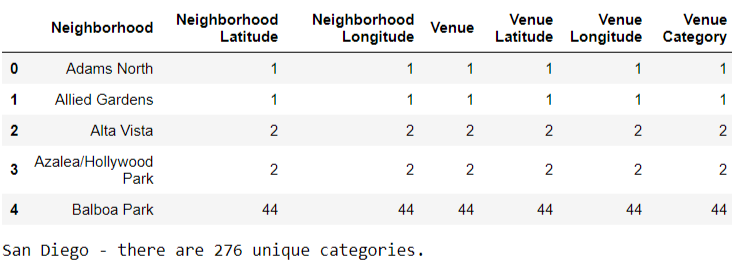 Neighborhood Neighborhood Latitude Neighborhood Longitude Venue Venue Latitude Venue Longitude Venue Category
0 Adams North 1 1 1 1 1 1
1 Allied Gardens 1 1 1 1 1 1
2 Alta Vista 2 2 2 2 2 2
3 Azalea/Hollywood Park 2 2 2 2 2 2
4 Balboa Park 44 44 44 44 44 44
San Diego - there are 276 unique categories.